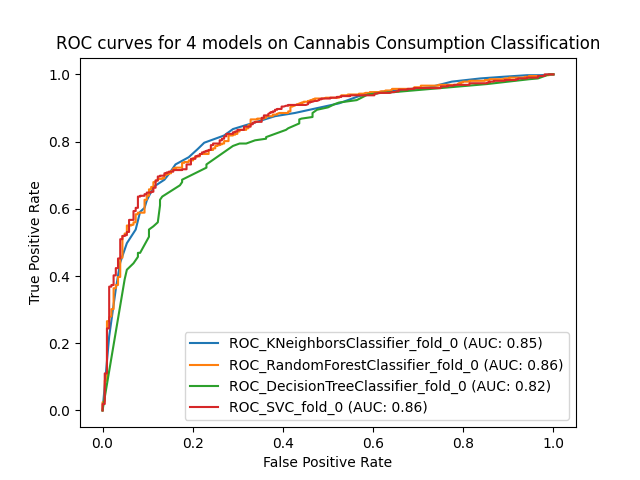 ROC curves for 4 models on Cannabis Consumption Classification
True Positive Rate
1.0
0.8
0.6
0.4
0.2
0.0
ROC_KNeighborsClassifier_fold_0 (AUC: 0.85)
ROC_RandomForestClassifier_fold_0 (AUC: 0.86)
ROC_DecisionTreeClassifier_fold_0 (AUC: 0.82)
ROC_SVC_fold_0 (AUC: 0.86)
0.0 0.2 0.4 0.6 0.8 1.0
False Positive Rate